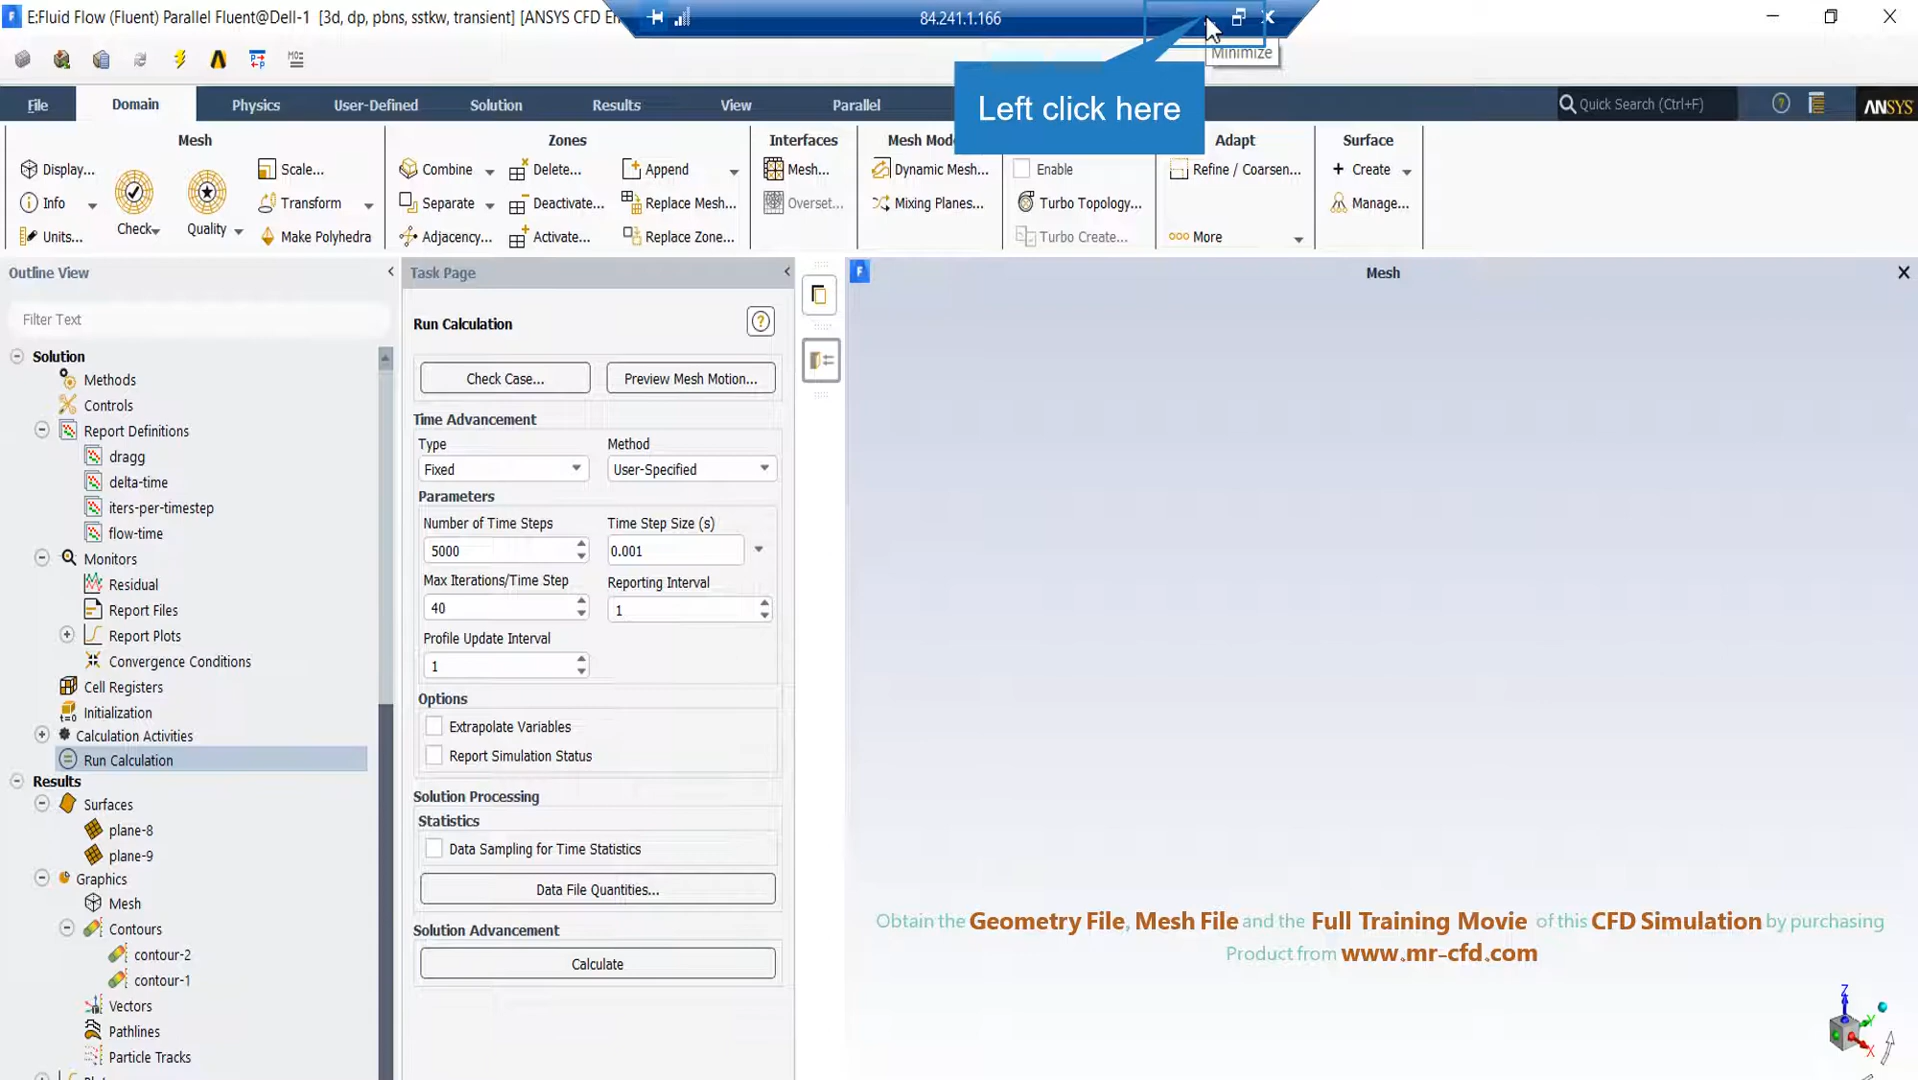 E:Fluid Flow (Fluent) Parallel Fluent@Dell-1 [3d, dp, pbns, sstkw, transient] [ANSYS CFD En
84.241.1.166
Minimize
Left click here
File
Domain
Physics
User-Defined
Solution
Results
View
Parallel
Quick Search (Ctrl+F)
ANSYS
Mesh
Display...
Info
Units...
Check
Quality
Scale...
Transform
Make Polyhedra
Zones
Combine
Separate
Adjacency...
Delete...
Deactivate...
Activate...
Append
Replace Mesh...
Replace Zone...
Interfaces
Mesh...
Overset...
Mesh Mode
Dynamic Mesh...
Mixing Planes...
Enable
Turbo Topology...
Turbo Create...
Adapt
Refine / Coarsen...
More
Surface
Create
Manage...
Outline View
Filter Text
Solution
Methods
Controls
Report Definitions
dragg
delta-time
iters-per-timestep
flow-time
Monitors
Residual
Report Files
Report Plots
Convergence Conditions
Cell Registers
Initialization
Calculation Activities
Run Calculation
Results
Surfaces
plane-8
plane-9
Graphics
Mesh
Contours
contour-2
contour-1
Vectors
Pathlines
Particle Tracks
Task Page
Run Calculation
Check Case...
Preview Mesh Motion...
Time Advancement
Type
Method
Fixed
User-Specified
Parameters
Number of Time Steps
Time Step Size (s)
5000
0.001
Max Iterations/Time Step
Reporting Interval
40
1
Profile Update Interval
1
Options
Extrapolate Variables
Report Simulation Status
Solution Processing
Statistics
Data Sampling for Time Statistics
Data File Quantities...
Solution Advancement
Calculate
Mesh
Obtain the Geometry File, Mesh File and the Full Training Movie of this CFD Simulation by purchasing
Product from www.mr-cfd.com
Z
Y
X